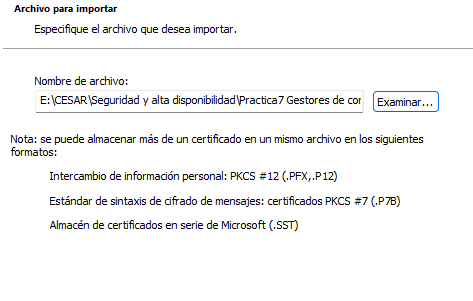 Archivo para importar
Especifique el archivo que desea importar.
Nombre de archivo:
E:\CESAR\Seguridad y alta disponibilidad\Practica7 Gestores de cor
Examinar...
Nota: se puede almacenar más de un certificado en un mismo archivo en los siguientes
formatos:
Intercambio de información personal: PKCS #12 (.PFX,.P12)
Estándar de sintaxis de cifrado de mensajes: certificados PKCS #7 (.P7B)
Almacén de certificados en serie de Microsoft (.SST)